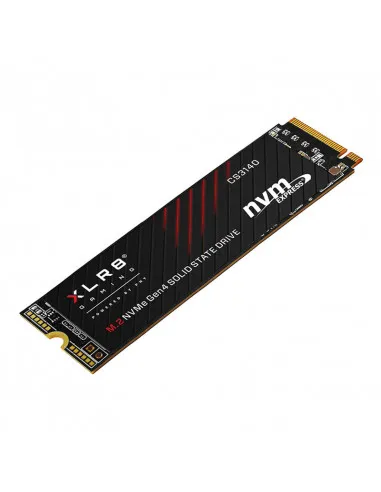 XLR8
GAMING
POWERED BY PNY
M.2 NVMe Gen4 SOLID STATE DRIVE
CS3140
nvm
EXPRESS